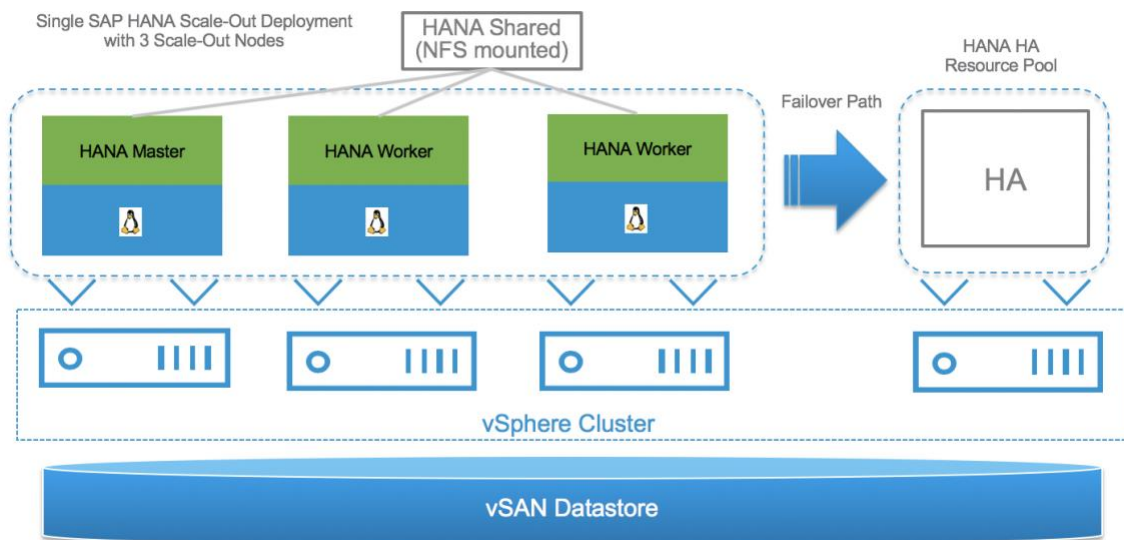 Single SAP HANA Scale-Out Deployment
with 3 Scale-Out Nodes
HANA Shared
(NFS mounted)
HANA HA
Resource Pool
Failover Path
HANA Master
HANA Worker
HANA Worker
HA
vSphere Cluster
vSAN Datastore